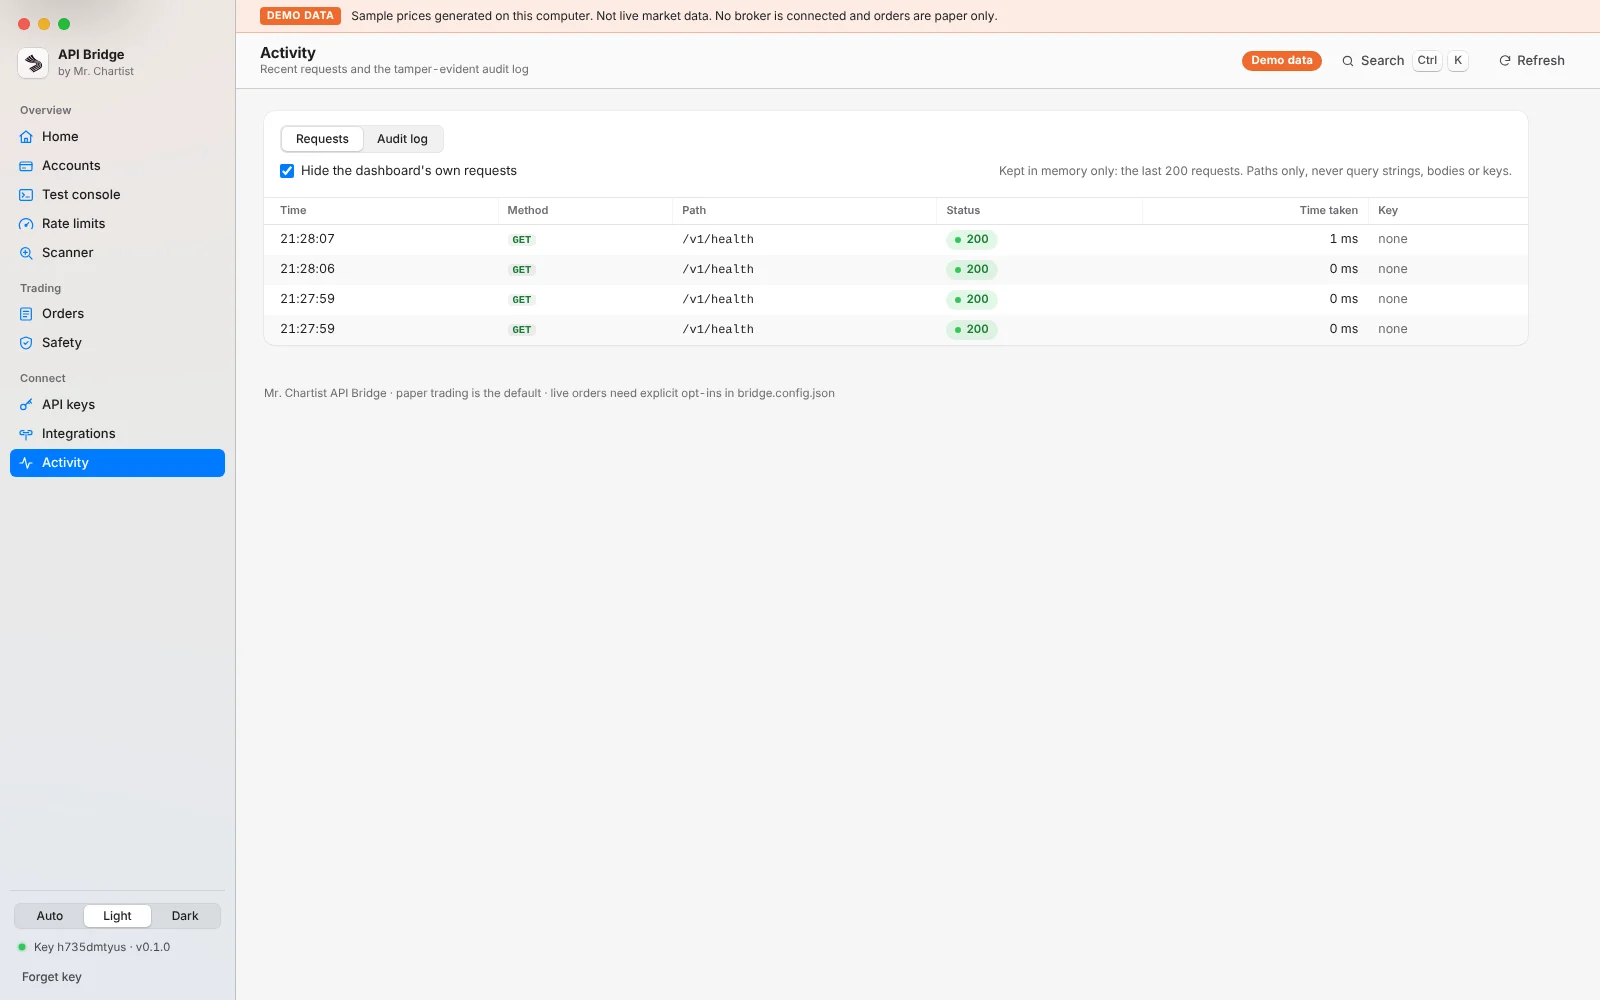 DEMO DATA Sample prices generated on this computer. Not live market data. No broker is connected and orders are paper only.
API Bridge
by Mr. Chartist
Overview
Home
Accounts
Test console
Rate limits
Scanner
Trading
Orders
Safety
Connect
API keys
Integrations
Activity
Auto Light Dark
Key h735dmtyus · v0.1.0
Forget key
Activity
Recent requests and the tamper-evident audit log
Demo data Search Ctrl K Refresh
Requests Audit log
Hide the dashboard's own requests Kept in memory only: the last 200 requests. Paths only, never query strings, bodies or keys.
Time Method Path Status Time taken Key
21:28:07 GET /v1/health 200 1 ms none
21:28:06 GET /v1/health 200 0 ms none
21:27:59 GET /v1/health 200 0 ms none
21:27:59 GET /v1/health 200 0 ms none
Mr. Chartist API Bridge · paper trading is the default · live orders need explicit opt-ins in bridge.config.json